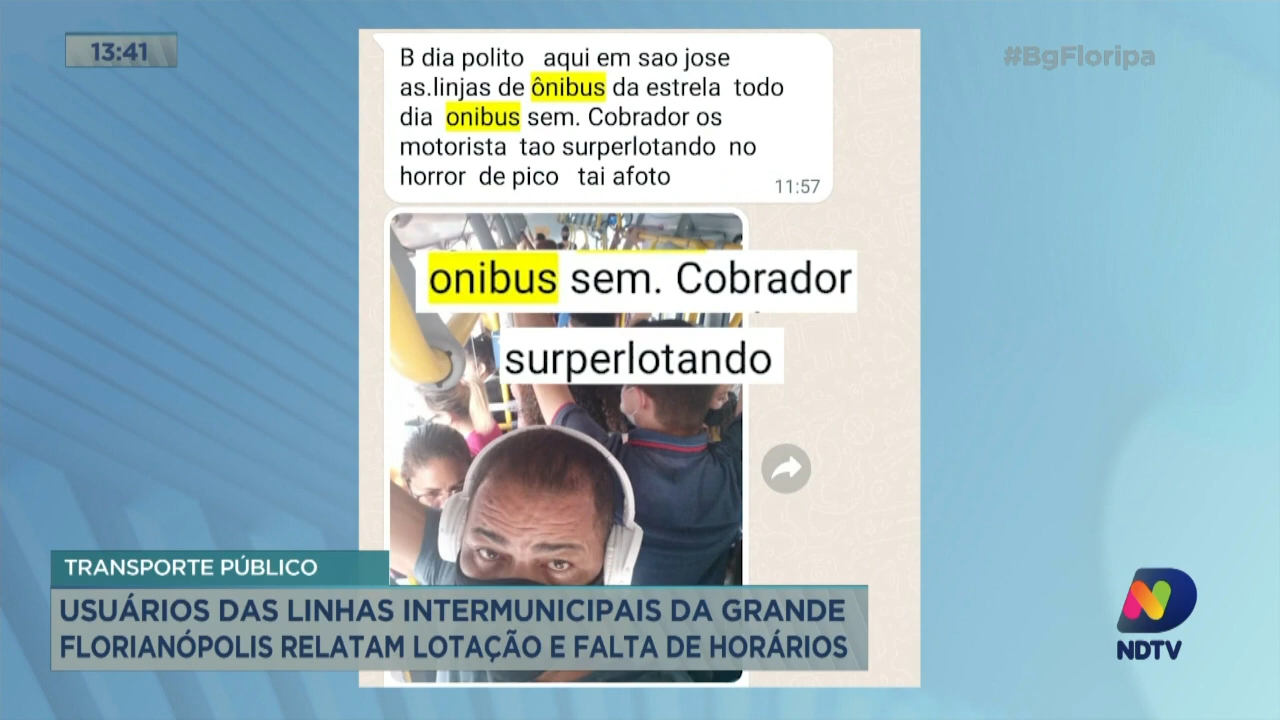 13:41
#BgFloripa
B dia polito aqui em sao jose
as.linjas de ônibus da estrela todo
dia onibus sem. Cobrador os
motorista tao surperlotando no
horror de pico tai afoto
11:57
onibus sem. Cobrador
surperlotando
TRANSPORTE PÚBLICO
USUÁRIOS DAS LINHAS INTERMUNICIPAIS DA GRANDE
FLORIANÓPOLIS RELATAM LOTAÇÃO E FALTA DE HORÁRIOS
NDTV